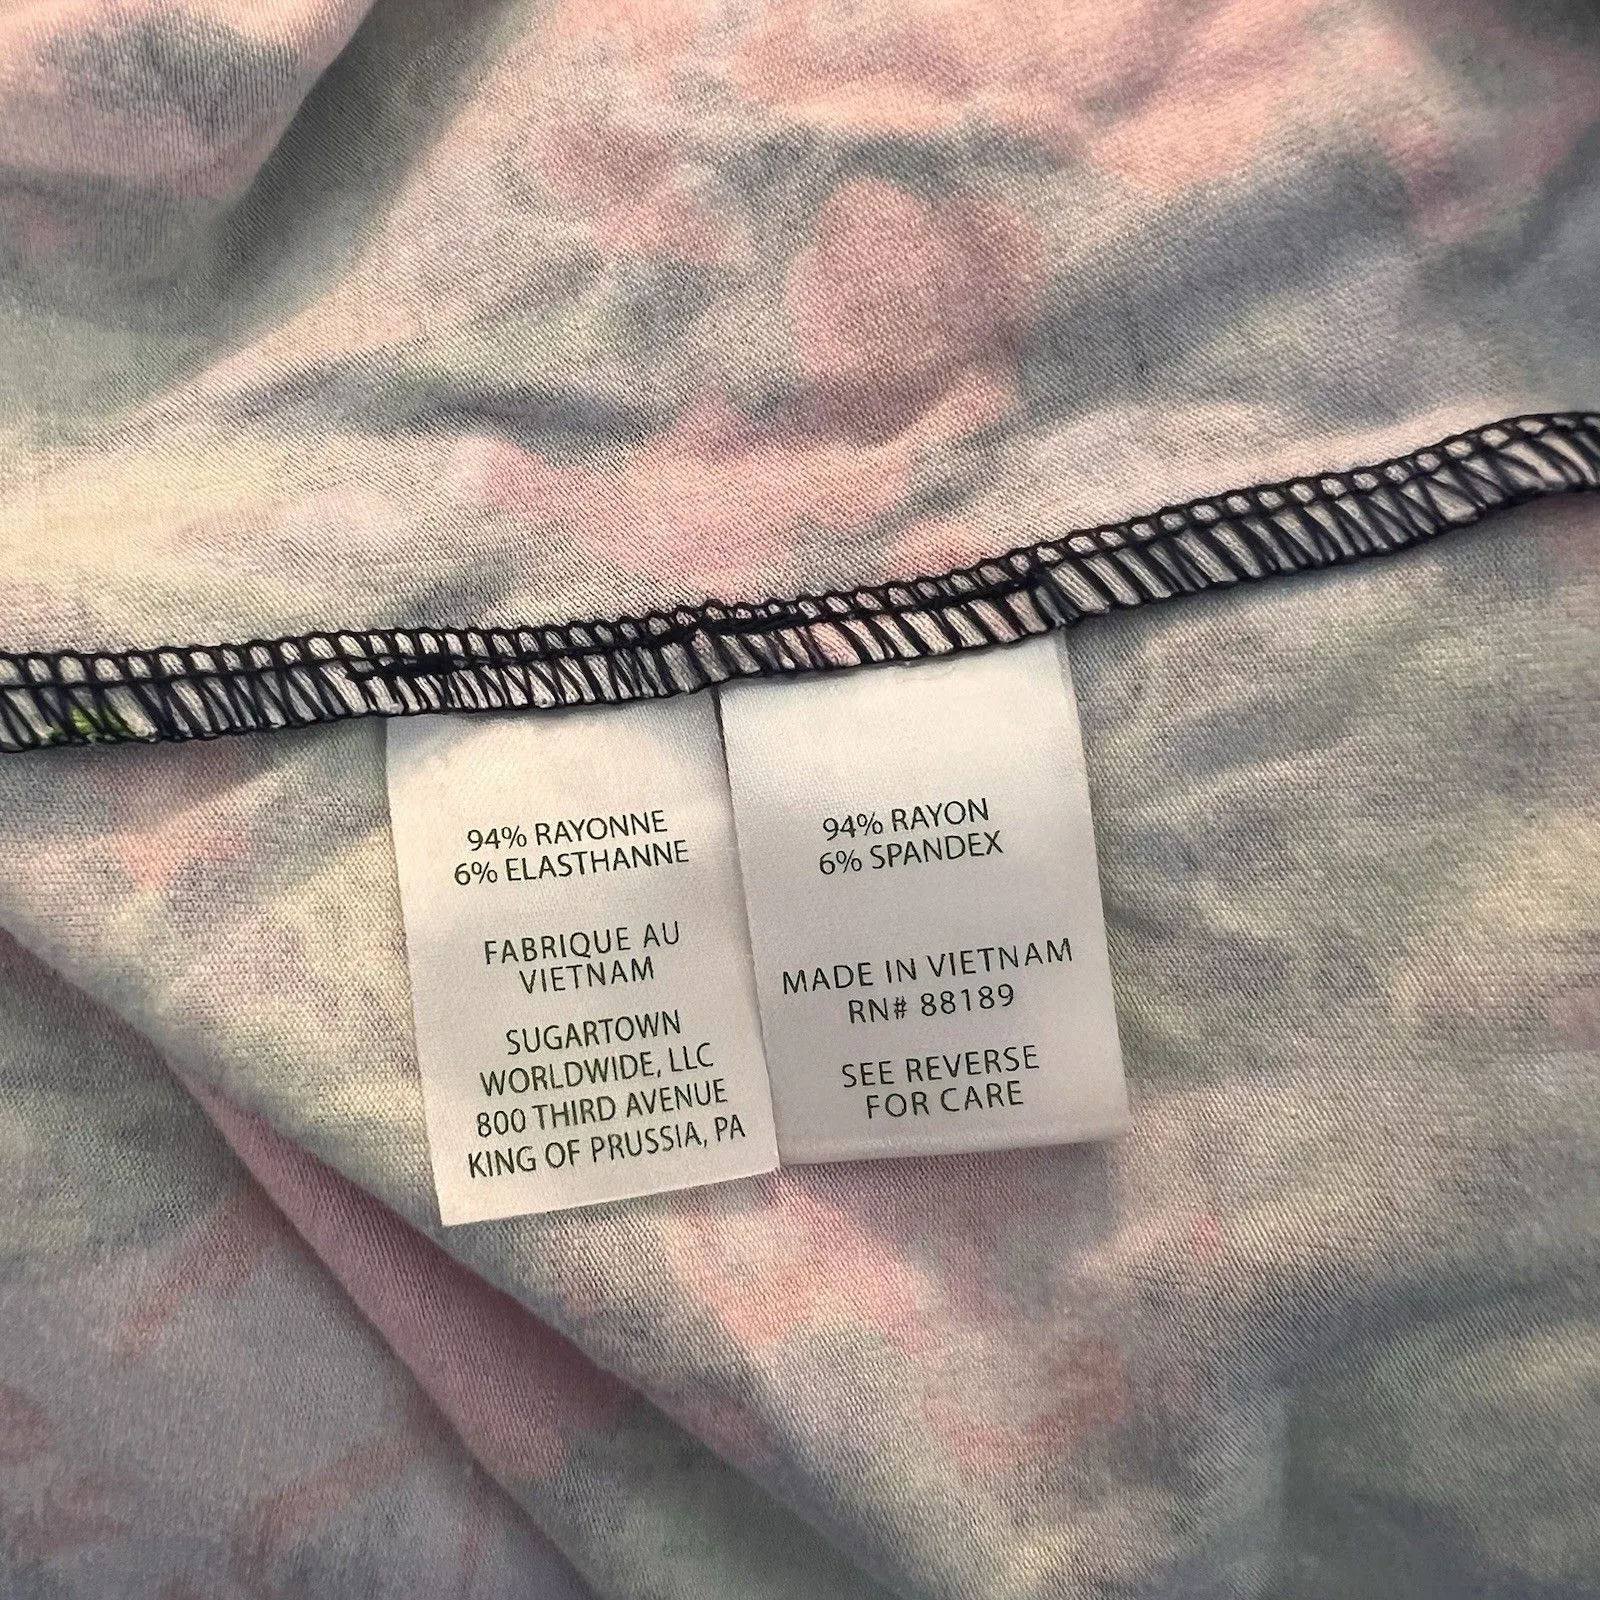 94% RAYONNE
6% ELASTHANNE
FABRIQUE AU
VIETNAM
SUGARTOWN
WORLDWIDE, LLC
800 THIRD AVENUE
KING OF PRUSSIA, PA
94% RAYON
6% SPANDEX
MADE IN VIETNAM
RN# 88189
SEE REVERSE
FOR CARE